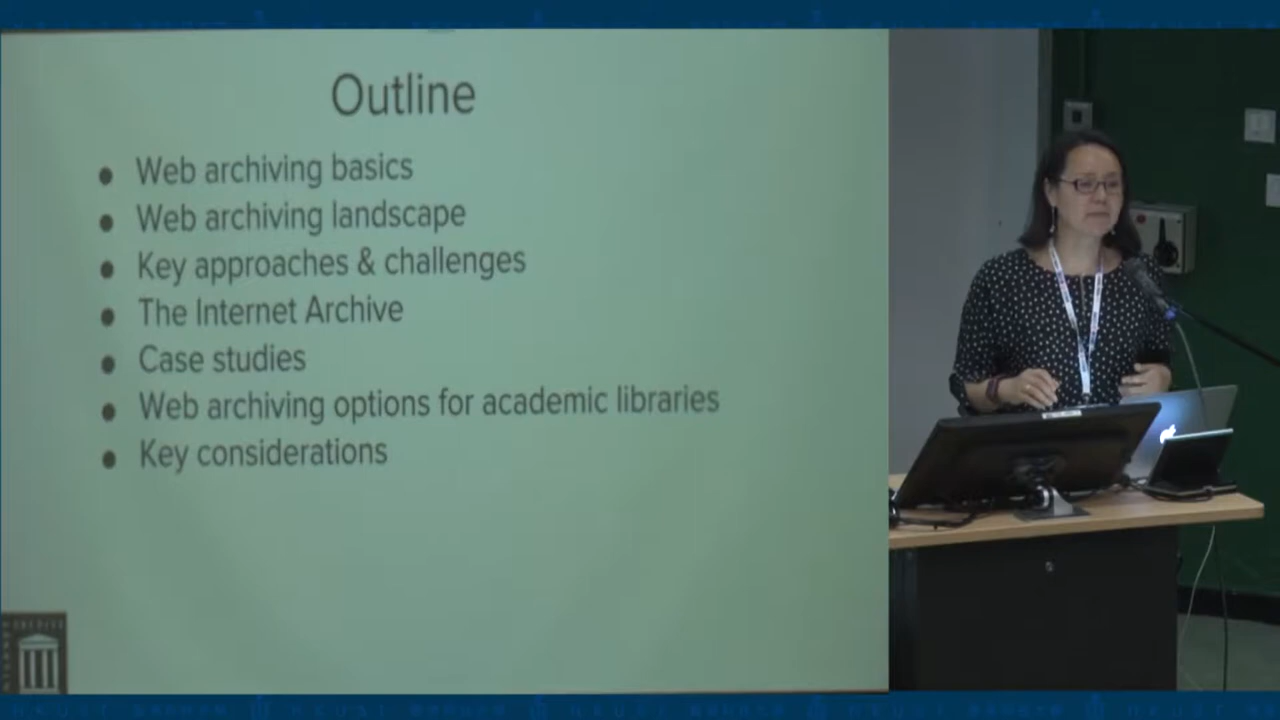 Outline
● Web archiving basics
● Web archiving landscape
● Key approaches & challenges
● The Internet Archive
● Case studies
● Web archiving options for academic libraries
● Key considerations